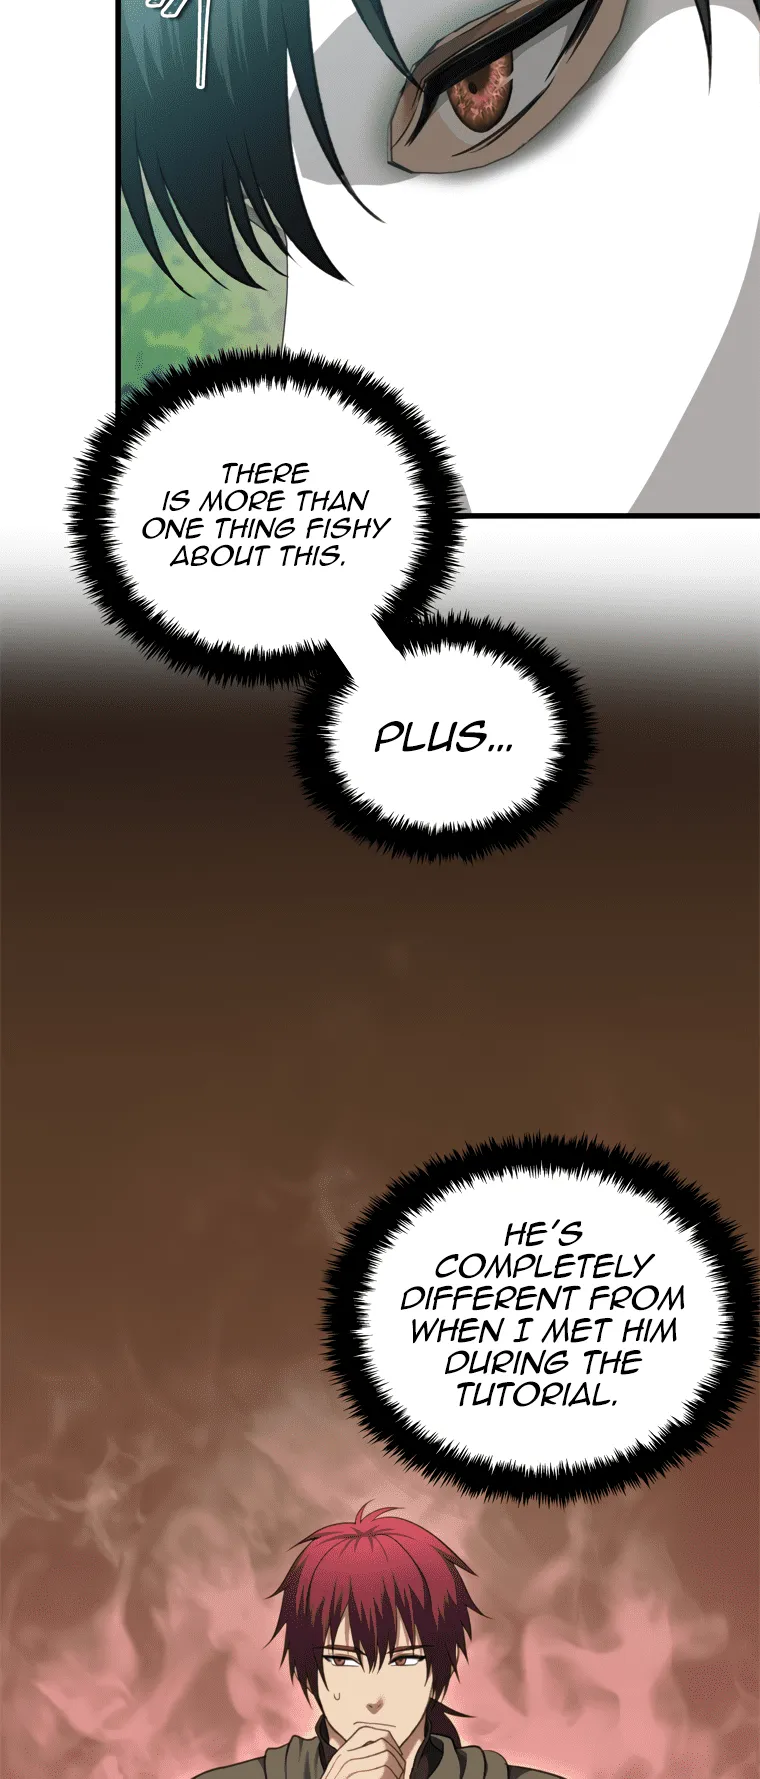 THERE
IS MORE THAN
ONE THING FISHY
ABOUT THIS.
PLUS...
HE'S
COMPLETELY
DIFFERENT FROM
WHEN I MET HIM
DURING THE
TUTORIAL.